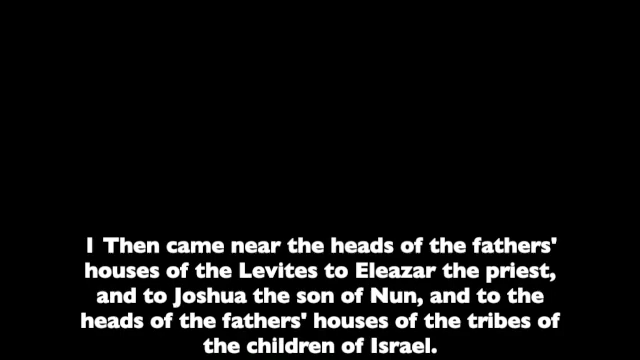 1 Then came near the heads of the fathers'
houses of the Levites to Eleazar the priest,
and to Joshua the son of Nun, and to the
heads of the fathers' houses of the tribes of
the children of Israel.